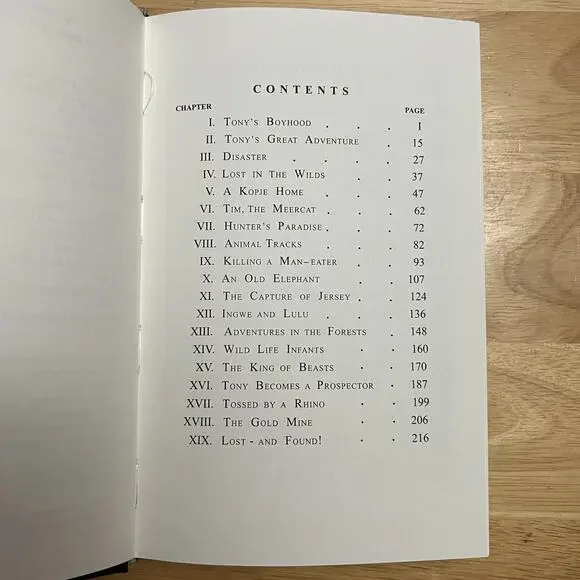 CONTENTS
CHAPTER PAGE
I. TONY'S BOYHOOD . . . 1
II. TONY'S GREAT ADVENTURE . 15
III. DISASTER . . . . 27
IV. LOST IN THE WILDS . . 37
V. A KOPJE HOME . . . 47
VI. TIM, THE MEERCAT . . . 62
VII. HUNTER'S PARADISE . . . 72
VIII. ANIMAL TRACKS . . . 82
IX. KILLING A MAN-EATER . . 93
X. AN OLD ELEPHANT . . 107
XI. THE CAPTURE OF JERSEY . . 124
XII. INGWE AND LULU . . . 136
XIII. ADVENTURES IN THE FORESTS . 148
XIV. WILD LIFE INFANTS . . 160
XV. THE KING OF BEASTS . . 170
XVI. TONY BECOMES A PROSPECTOR . 187
XVII. TOSSED BY A RHINO . . 199
XVIII. THE GOLD MINE . . 206
XIX. LOST - AND FOUND! . . 216